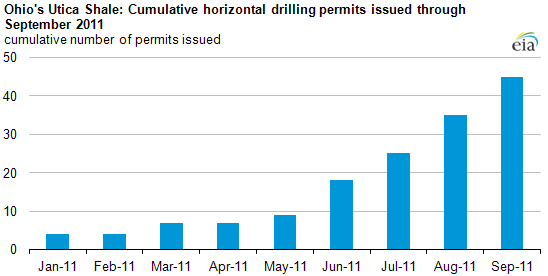 Ohio's Utica Shale: Cumulative horizontal drilling permits issued through
September 2011
cumulative number of permits issued
eia
50
40
30
20
10
0
Jan-11 Feb-11 Mar-11 Apr-11 May-11 Jun-11 Jul-11 Aug-11 Sep-11